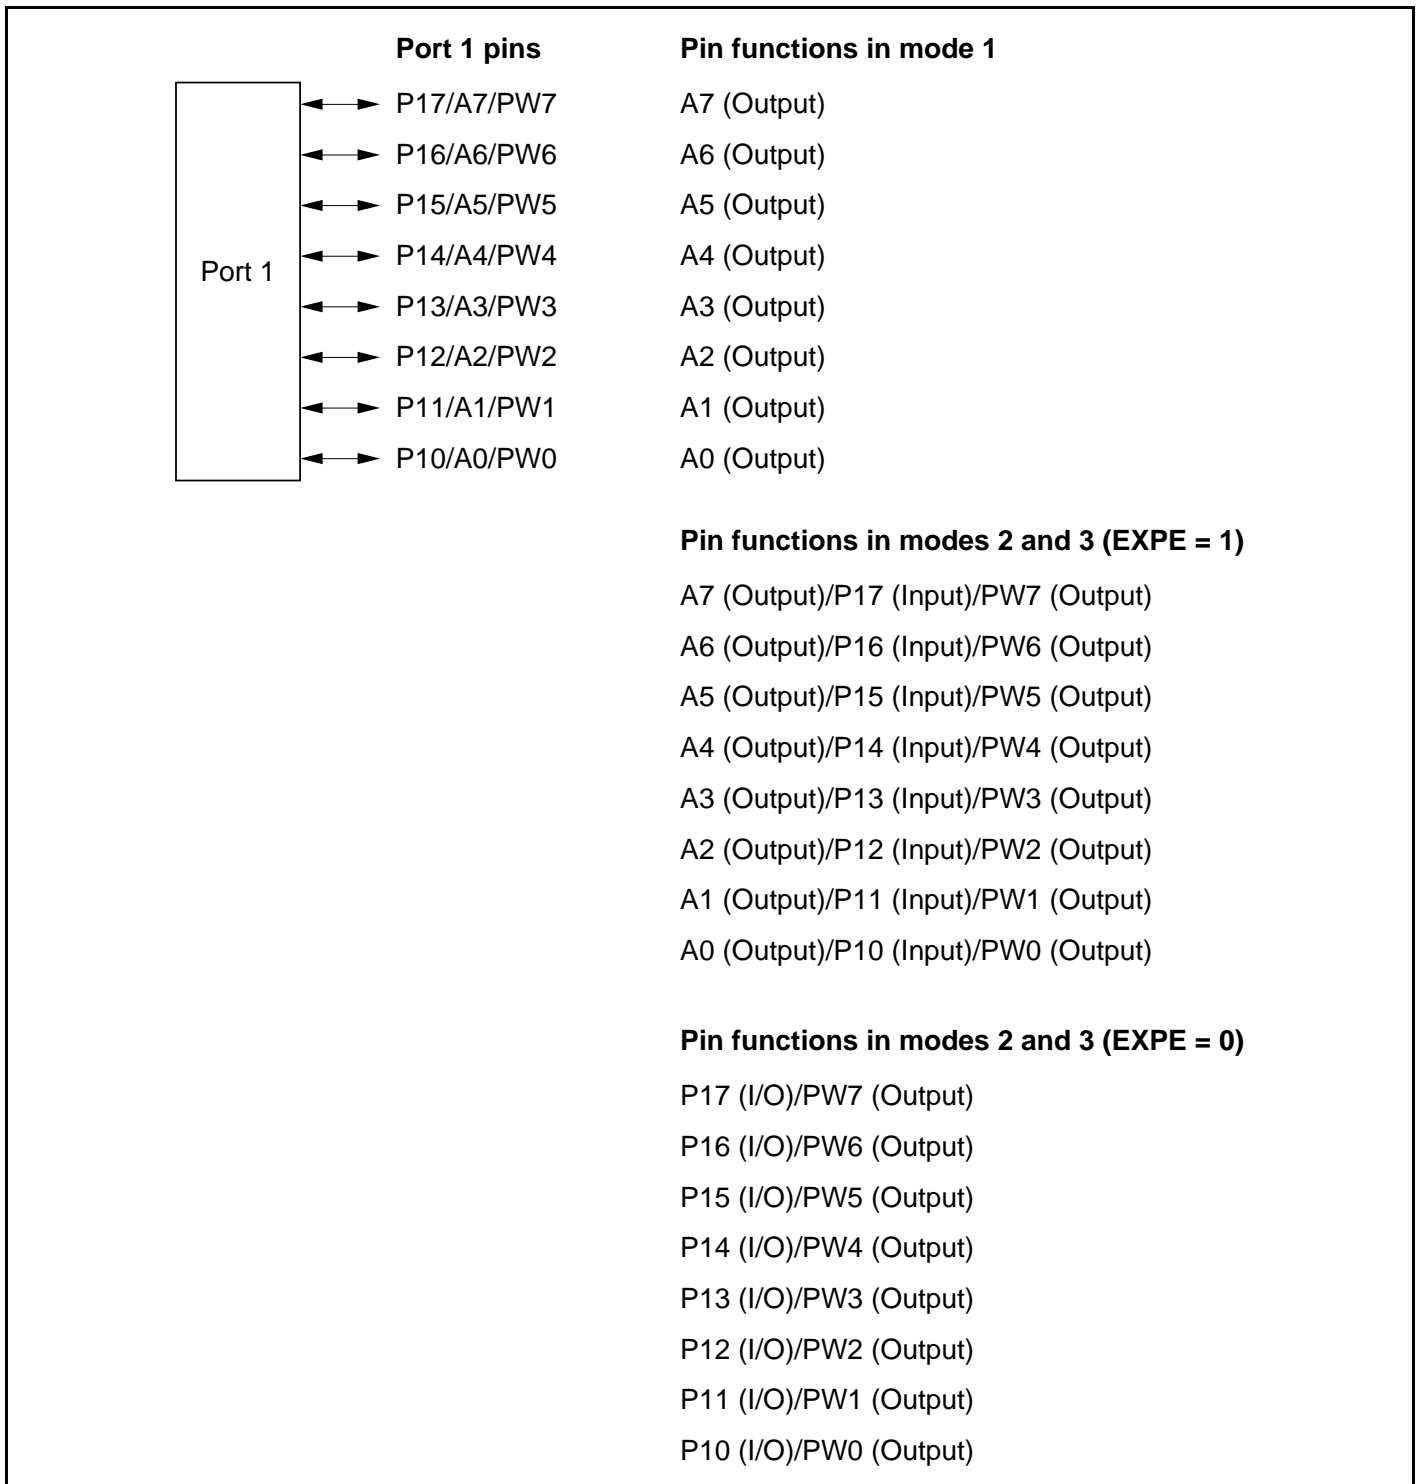 Port 1 pins Pin functions in mode 1
P17/A7/PW7 A7 (Output)
P16/A6/PW6 A6 (Output)
P15/A5/PW5 A5 (Output)
P14/A4/PW4 A4 (Output)
Port 1
P13/A3/PW3 A3 (Output)
P12/A2/PW2 A2 (Output)
P11/A1/PW1 A1 (Output)
P10/A0/PW0 A0 (Output)
Pin functions in modes 2 and 3 (EXPE = 1)
A7 (Output)/P17 (Input)/PW7 (Output)
A6 (Output)/P16 (Input)/PW6 (Output)
A5 (Output)/P15 (Input)/PW5 (Output)
A4 (Output)/P14 (Input)/PW4 (Output)
A3 (Output)/P13 (Input)/PW3 (Output)
A2 (Output)/P12 (Input)/PW2 (Output)
A1 (Output)/P11 (Input)/PW1 (Output)
A0 (Output)/P10 (Input)/PW0 (Output)
Pin functions in modes 2 and 3 (EXPE = 0)
P17 (I/O)/PW7 (Output)
P16 (I/O)/PW6 (Output)
P15 (I/O)/PW5 (Output)
P14 (I/O)/PW4 (Output)
P13 (I/O)/PW3 (Output)
P12 (I/O)/PW2 (Output)
P11 (I/O)/PW1 (Output)
P10 (I/O)/PW0 (Output)